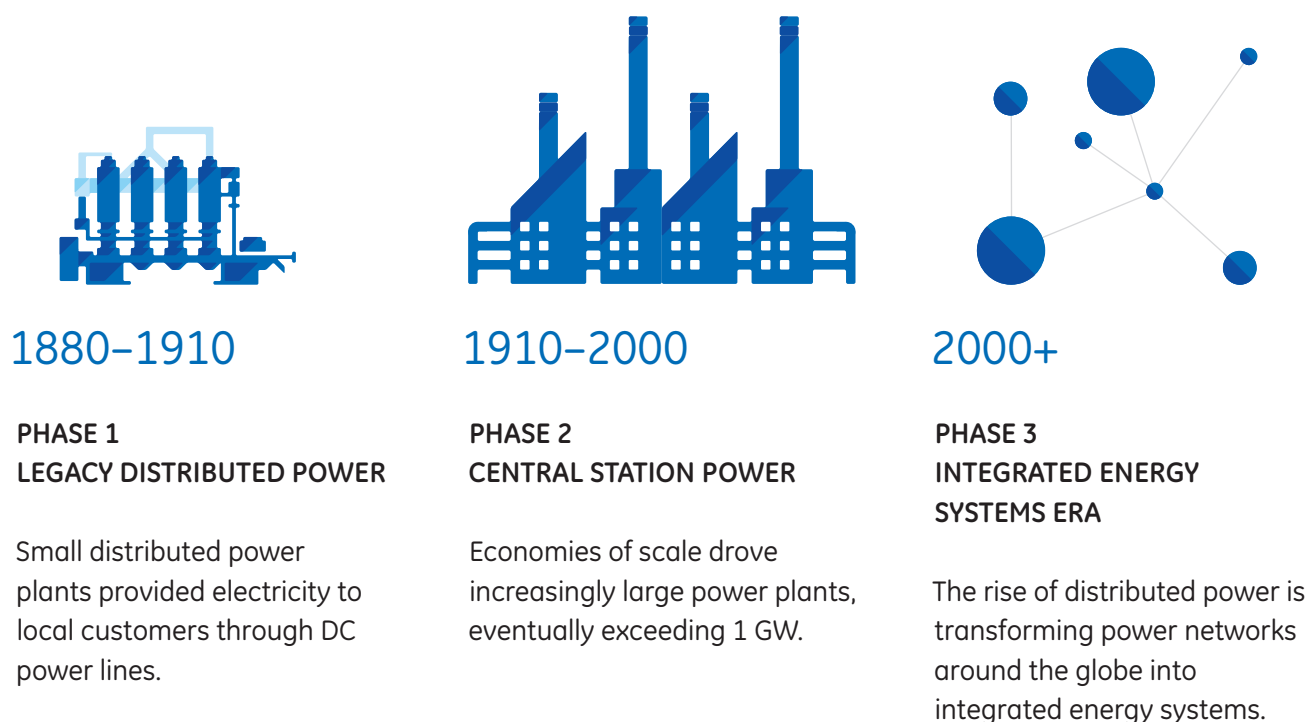 1880–1910
PHASE 1
LEGACY DISTRIBUTED POWER
Small distributed power
plants provided electricity to
local customers through DC
power lines.
1910–2000
PHASE 2
CENTRAL STATION POWER
Economies of scale drove
increasingly large power plants,
eventually exceeding 1 GW.
2000+
PHASE 3
INTEGRATED ENERGY
SYSTEMS ERA
The rise of distributed power is
transforming power networks
around the globe into
integrated energy systems.